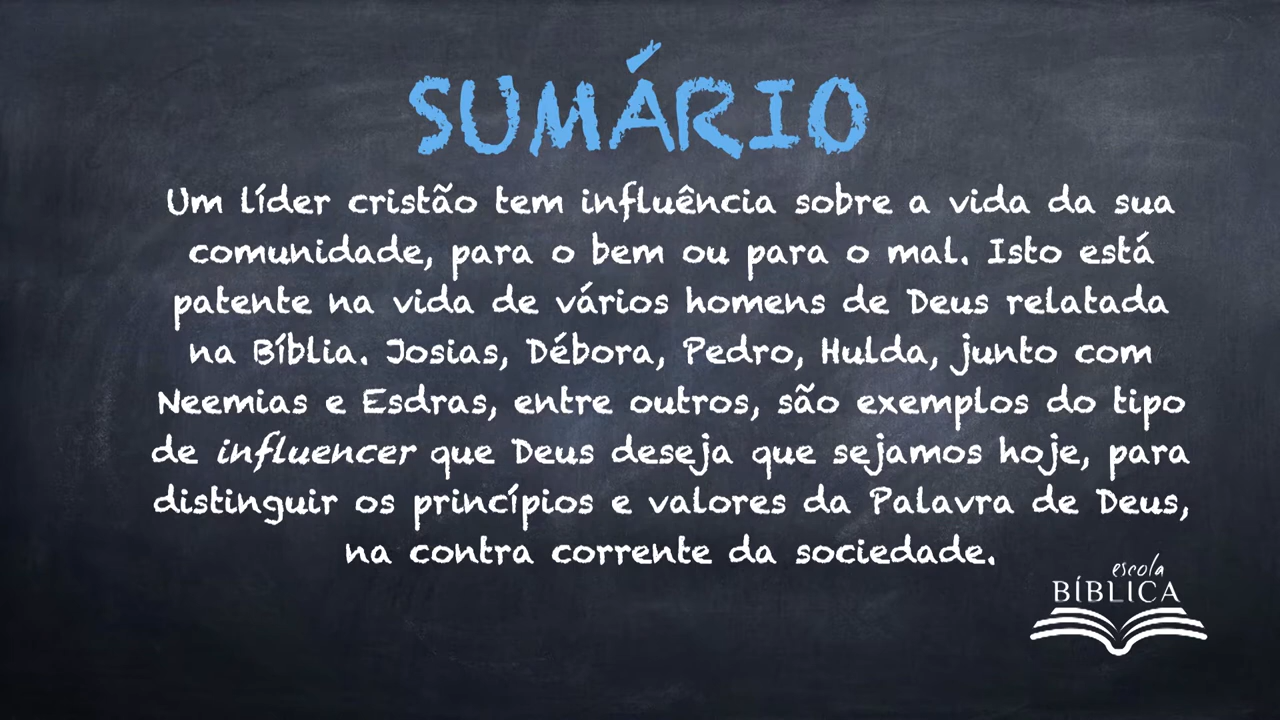 SUMÁRIO
Um líder cristão tem influência sobre a vida da sua
comunidade, para o bem ou para o mal. Isto está
patente na vida de vários homens de Deus relatada
na Bíblia. Josias, Débora, Pedro, Hulda, junto com
Neemias e Esdras, entre outros, são exemplos do tipo
de influencer que Deus deseja que sejamos hoje, para
distinguir os princípios e valores da Palavra de Deus,
na contra corrente da sociedade.
escola
BÍBLICA